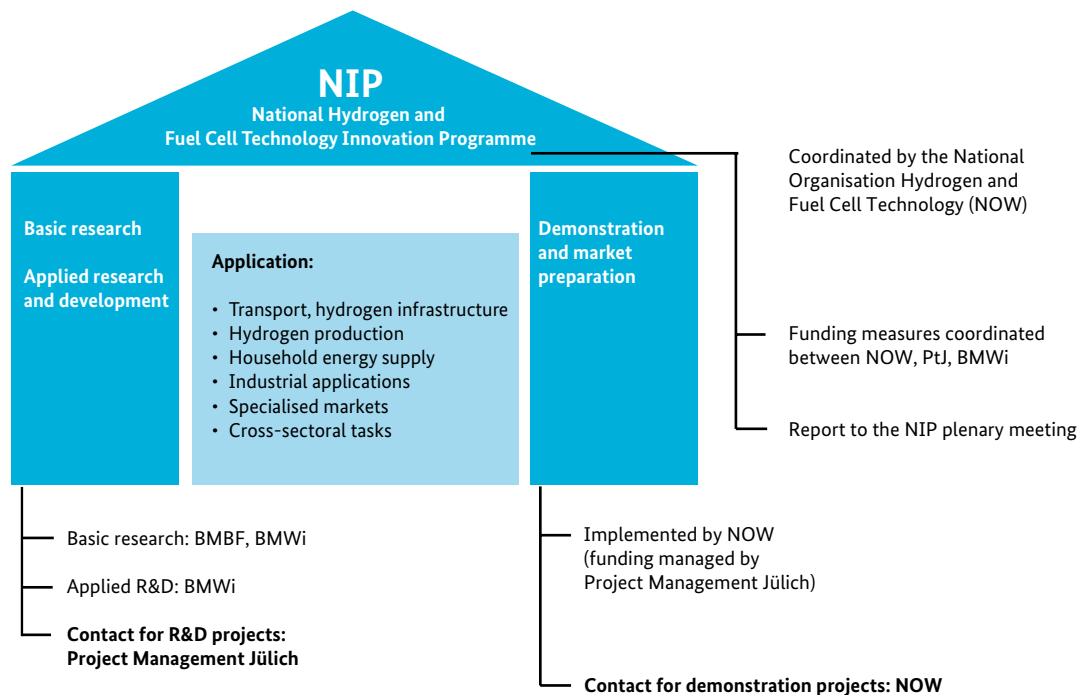 NIP
National Hydrogen and
Fuel Cell Technology Innovation Programme
Coordinated by the National
Organisation Hydrogen and
Fuel Cell Technology (NOW)
Funding measures coordinated
between NOW, PtJ, BMWi
Report to the NIP plenary meeting
Basic research
Applied research
and development
Application:
• Transport, hydrogen infrastructure
• Hydrogen production
• Household energy supply
• Industrial applications
• Specialised markets
• Cross-sectoral tasks
Demonstration
and market
preparation
Basic research: BMBF, BMWi
Applied R&D: BMWi
Contact for R&D projects:
Project Management Jülich
Implemented by NOW
(funding managed by
Project Management Jülich)
Contact for demonstration projects: NOW